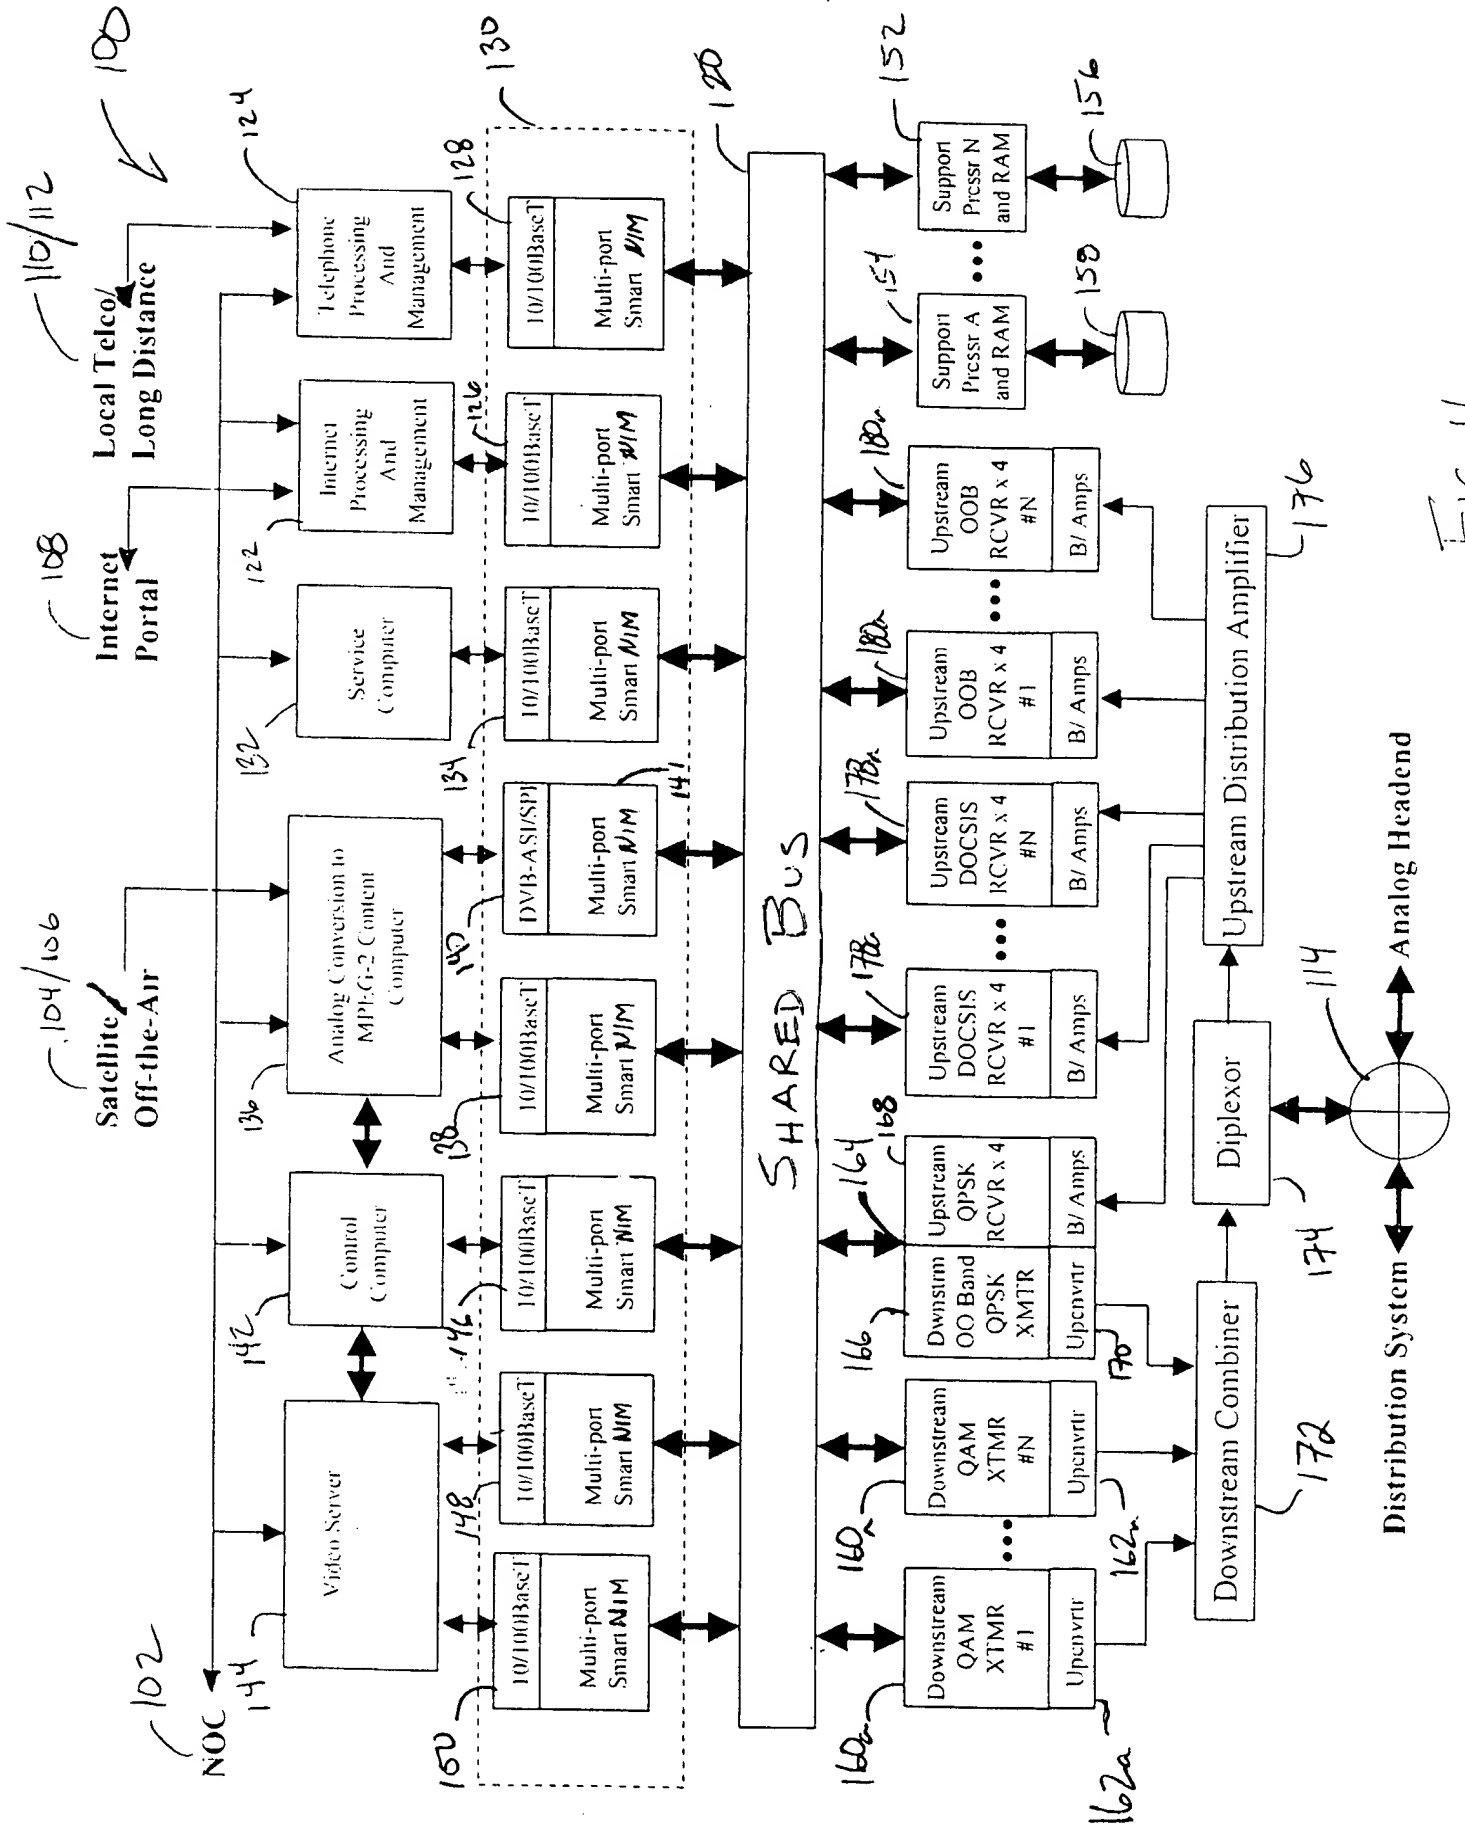 100
102
NOC
104/106
Satellite/
Off-the-Air
108
Internet
Portal
110/112
Local Telco/
Long Distance
144
Video Server
142
Control
Computer
136
Analog Conversion to
MPEG-2 Content
Computer
132
Service
Computer
122
Internet
Processing
And
Management
124
Telephone
Processing
And
Management
130
150
10/100BaseT
Multi-port
Smart NIM
148
10/100BaseT
Multi-port
Smart NIM
146
10/100BaseT
Multi-port
Smart NIM
138
10/100BaseT
Multi-port
Smart NIM
140
DVB-ASI/SPI
Multi-port
Smart NIM
141
134
10/100BaseT
Multi-port
Smart NIM
126
10/100BaseT
Multi-port
Smart NIM
128
10/100BaseT
Multi-port
Smart NIM
SHARED BUS
120
160a
Downstream
QAM
XTMR
#1
Upcnvrtr
162a
160n
Downstream
QAM
XTMR
#N
Upcnvrtr
162n
166
Dwnstrm
OO Band
QPSK
XMTR
Upcnvrtr
170
164
168
Upstream
QPSK
RCVR x 4
B/ Amps
178a
Upstream
DOCSIS
RCVR x 4
#1
B/ Amps
178n
Upstream
DOCSIS
RCVR x 4
#N
B/ Amps
180a
Upstream
OOB
RCVR x 4
#1
B/ Amps
180n
Upstream
OOB
RCVR x 4
#N
B/ Amps
154
Support
Prcssr A
and RAM
158
152
Support
Prcssr N
and RAM
156
Downstream Combiner
172
Diplexor
174
Upstream Distribution Amplifier
176
114
Distribution System
Analog Headend